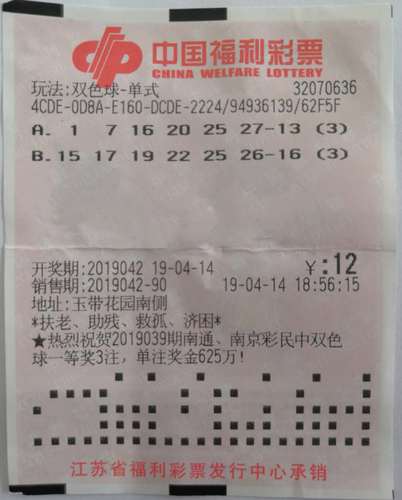 中国福利彩票
CHINA WELFARE LOTTERY
玩法:双色球-单式 32070636
4CDE-0D8A-E160-DCDE-2224/94936139/62F5F
A. 1 7 16 20 25 27-13 (3)
B. 15 17 19 22 25 26-16 (3)
开奖期:2019042 19-04-14 ￥:12
销售期:2019042-90 19-04-14 18:56:15
地址:玉带花园南侧
*扶老、助残、救孤、济困*
★热烈祝贺2019039期南通、南京彩民中双色
球一等奖3注，单注奖金625万!
江苏省福利彩票发行中心承销